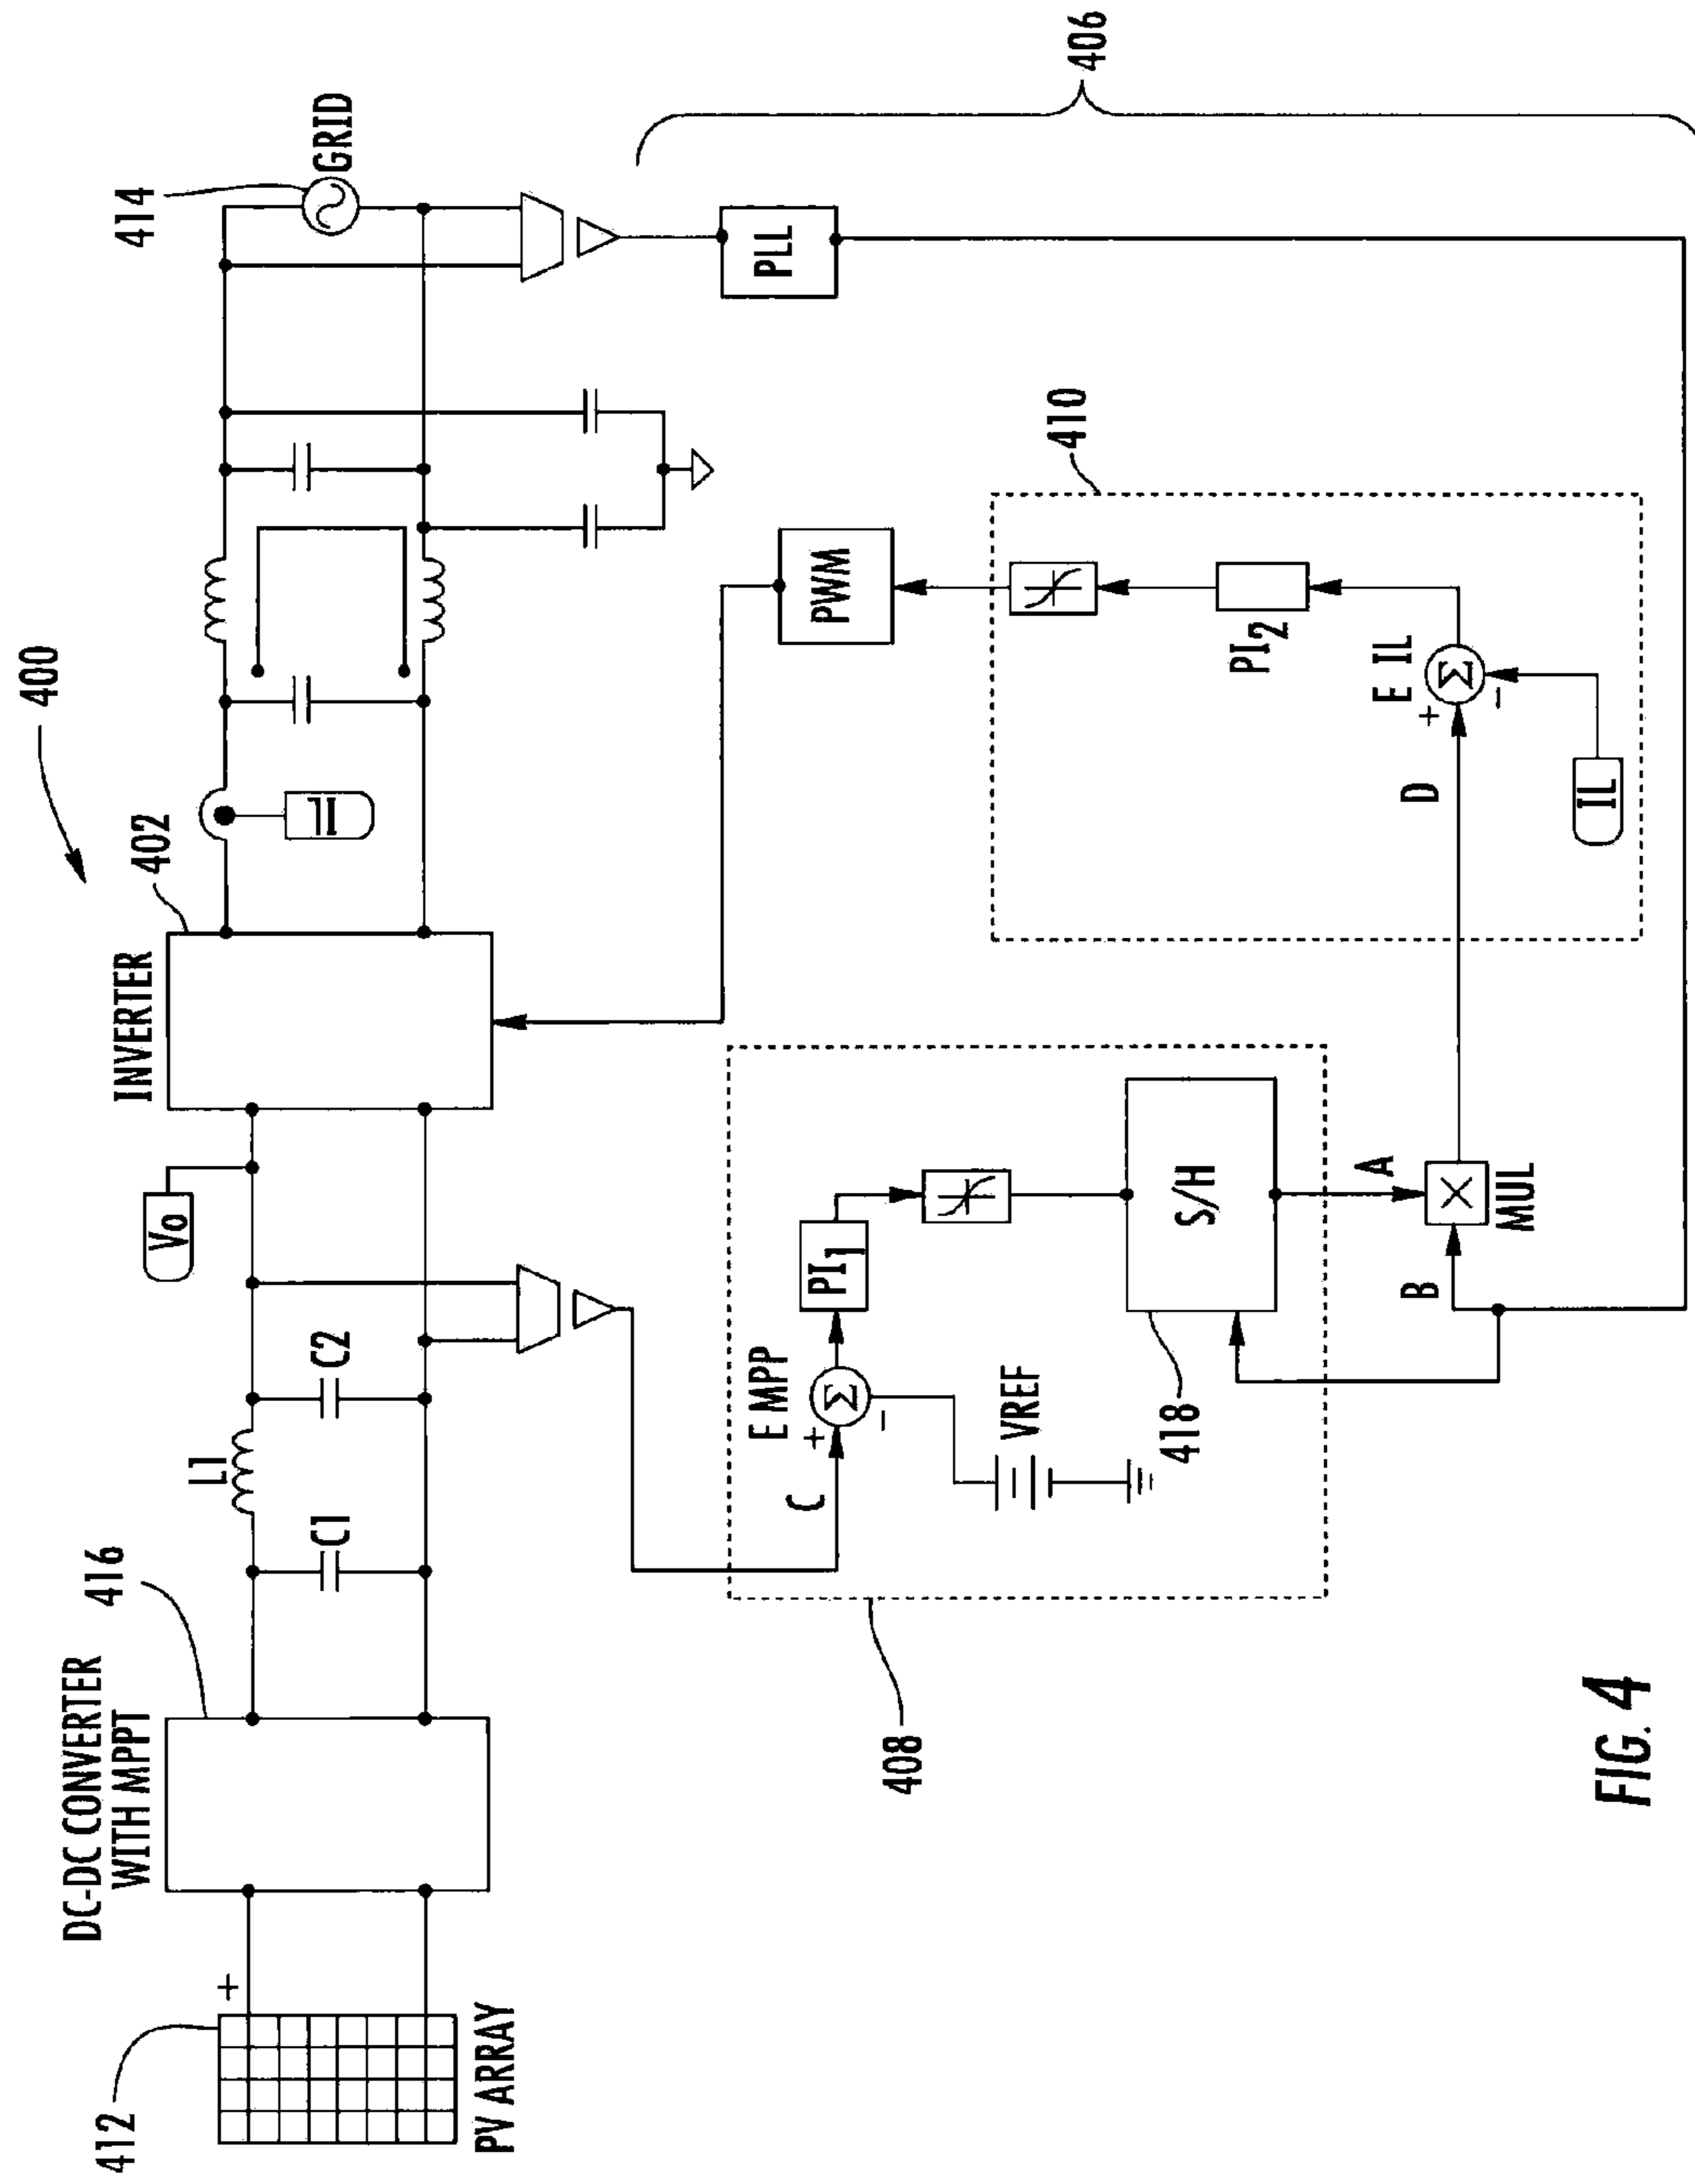 400
412
PV ARRAY
+
DC-DC CONVERTER
WITH MPPT
416
C1
L1
C2
Vo
INVERTER
402
IL
414
GRID
406
PLL
PWM
408
C
+
-
E MPP
PI1
VREF
S/H
418
A
B
X
MUL
D
410
+
-
E IL
Σ
Σ
IL
PI2
FIG. 4